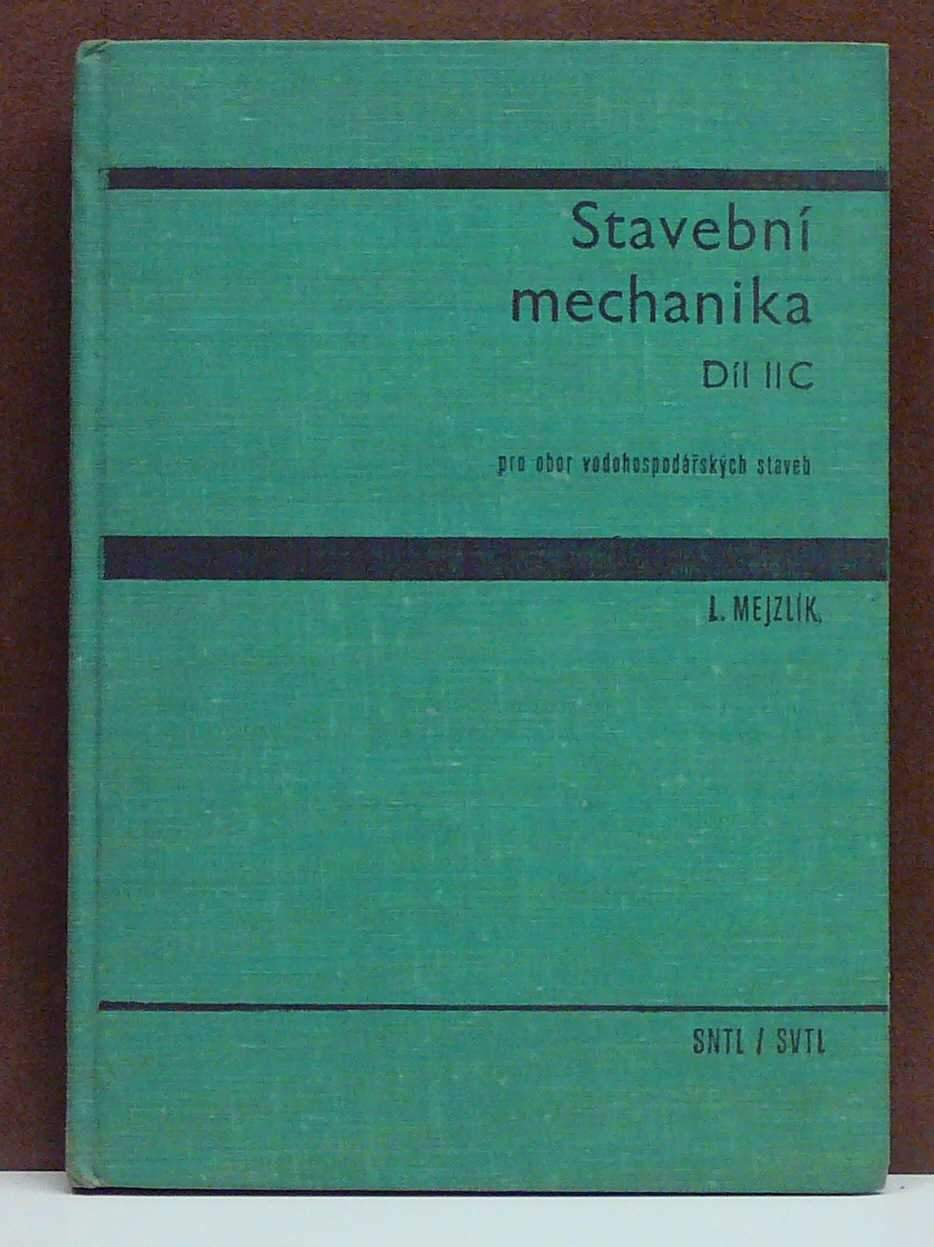 Stavební
mechanika
Díl IIC
pro obor vodohospodářských staveb
L. MEJZLÍK
SNTL / SVTL